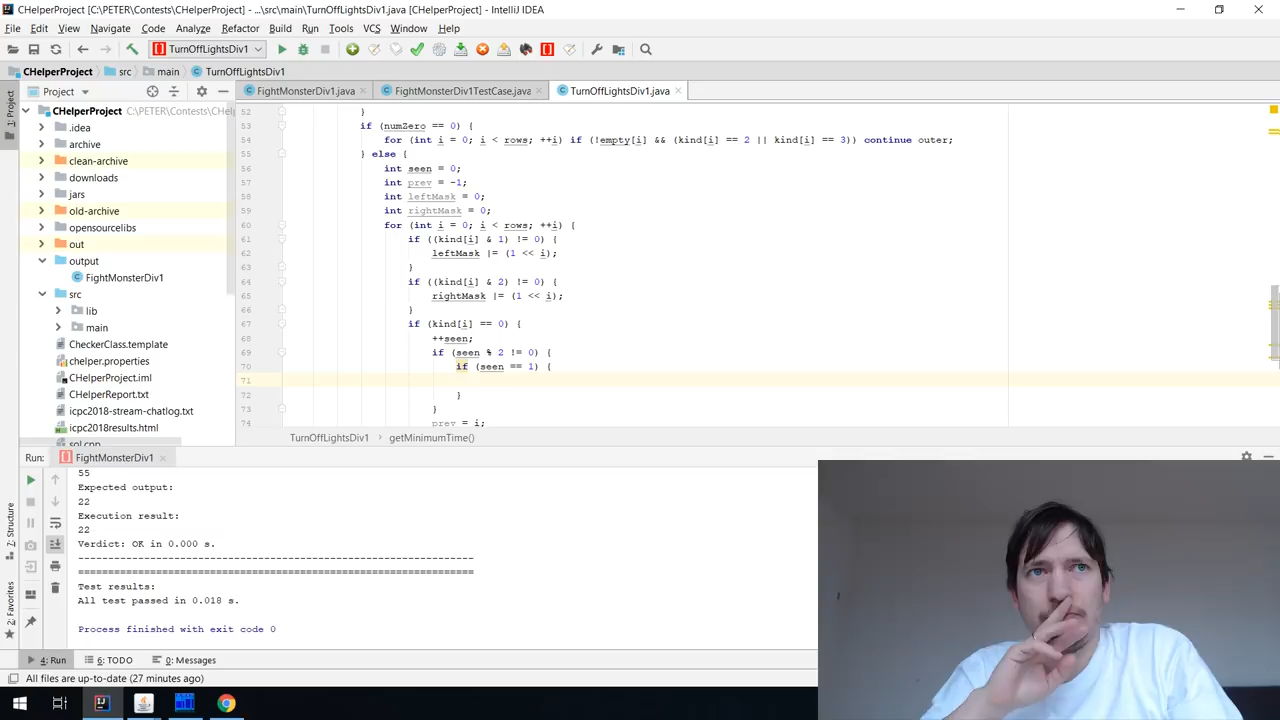 CHelperProject [C:\PETER\Contests\CHelperProject] - ...\src\main\TurnOffLightsDiv1.java - IntelliJ IDEA
File Edit View Navigate Code Analyze Refactor Build Run Tools VCS Window Help
TurnOffLightsDiv1
CHelperProject src main TurnOffLightsDiv1
1: Project
Project
FightMonsterDiv1.java FightMonsterDiv1TestCase.java TurnOffLightsDiv1.java
CHelperProject C:\PETER\Contests\CHel
.idea
archive
clean-archive
downloads
jars
old-archive
opensourcelibs
out
output
FightMonsterDiv1
src
lib
main
CheckerClass.template
chelper.properties
CHelperProject.iml
CHelperReport.txt
icpc2018-stream-chatlog.txt
icpc2018results.html
sol.cpp
52 }
53 if (numZero == 0) {
54 for (int i = 0; i < rows; ++i) if (!empty[i] && (kind[i] == 2 || kind[i] == 3)) continue outer;
55 } else {
56 int seen = 0;
57 int prev = -1;
58 int leftMask = 0;
59 int rightMask = 0;
60 for (int i = 0; i < rows; ++i) {
61 if ((kind[i] & 1) != 0) {
62 leftMask |= (1 << i);
63 }
64 if ((kind[i] & 2) != 0) {
65 rightMask |= (1 << i);
66 }
67 if (kind[i] == 0) {
68 ++seen;
69 if (seen % 2 != 0) {
70 if (seen == 1) {
71
72 }
73 }
74 prev = i;
TurnOffLightsDiv1 getMinimumTime()
Run: FightMonsterDiv1
55
Expected output:
22
Execution result:
22
Verdict: OK in 0.000 s.
------------------------------------------------------------------
==================================================================
Test results:
All test passed in 0.018 s.
Process finished with exit code 0
7: Structure
2: Favorites
4: Run 6: TODO 0: Messages
All files are up-to-date (27 minutes ago)